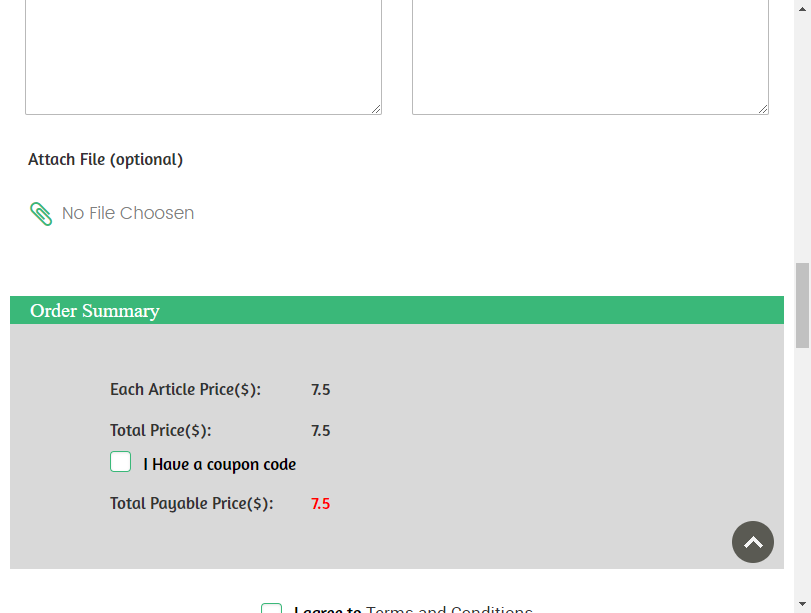 Attach File (optional)
No File Choosen
Order Summary
Each Article Price($): 7.5
Total Price($): 7.5
I Have a coupon code
Total Payable Price($): 7.5
I agree to Terms and Conditions